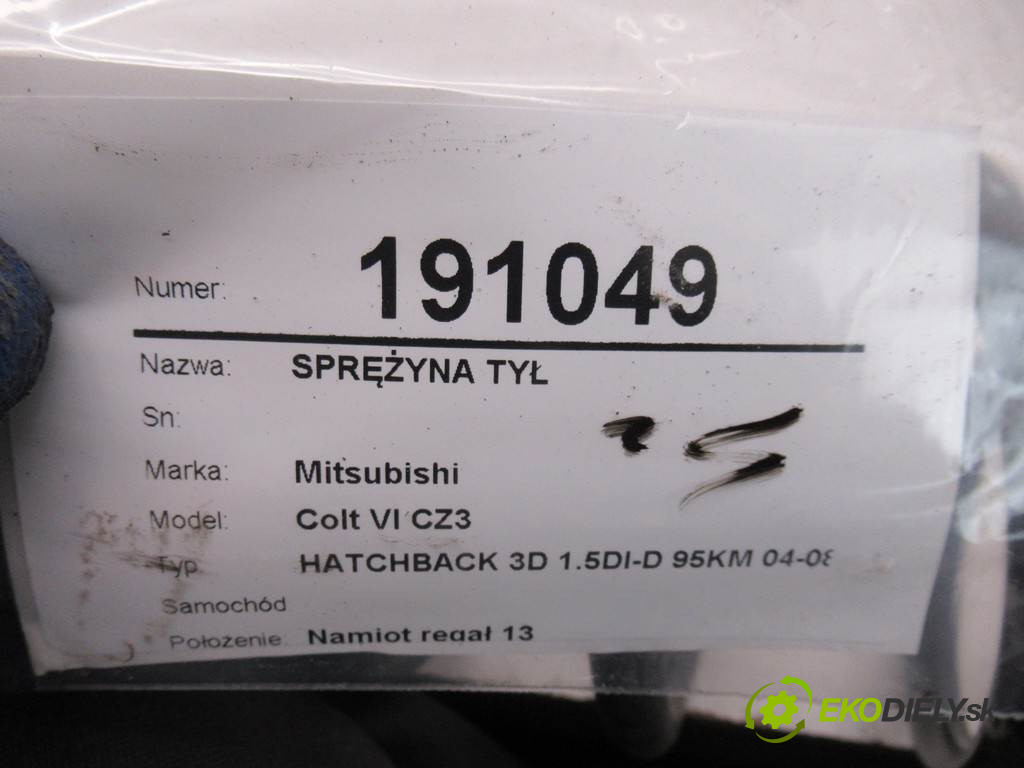 Numer: 191049
Nazwa: SPRĘŻYNA TYŁ
Sn:
Marka: Mitsubishi
Model: Colt VI CZ3
Typ HATCHBACK 3D 1.5DI-D 95KM 04-08
Samochód
Położenie: Namiot regał 13
EKODIELY.sk